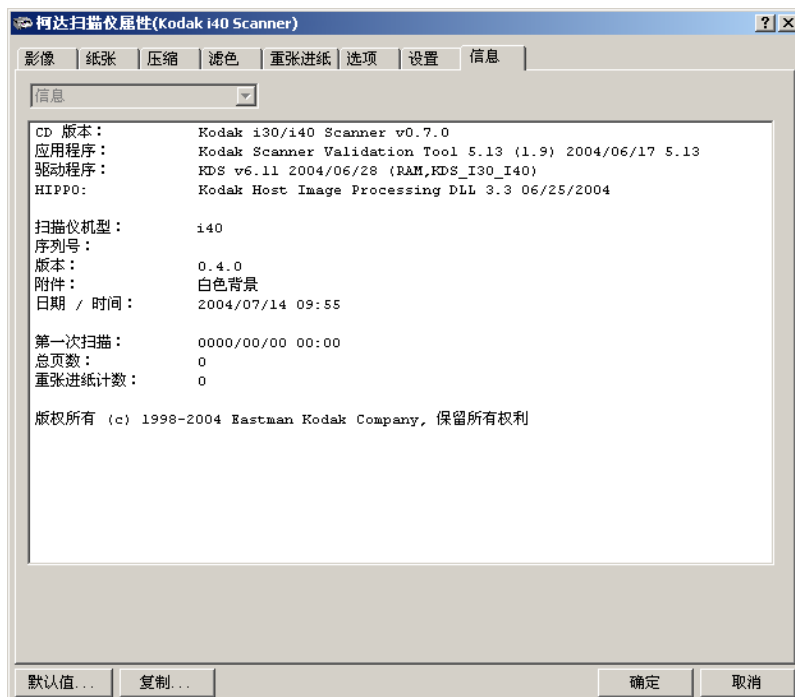 柯达扫描仪属性(Kodak i40 Scanner)
影像 纸张 压缩 滤色 重张进纸 选项 设置 信息
信息
CD 版本： Kodak i30/i40 Scanner v0.7.0
应用程序： Kodak Scanner Validation Tool 5.13 (1.9) 2004/06/17 5.13
驱动程序： KDS v6.11 2004/06/28 (RAM,KDS_I30_I40)
HIPPO: Kodak Host Image Processing DLL 3.3 06/25/2004
扫描仪机型： i40
序列号：
版本： 0.4.0
附件： 白色背景
日期 / 时间： 2004/07/14 09:55
第一次扫描： 0000/00/00 00:00
总页数： 0
重张进纸计数： 0
版权所有 (c) 1998-2004 Eastman Kodak Company, 保留所有权利
默认值... 复制... 确定 取消